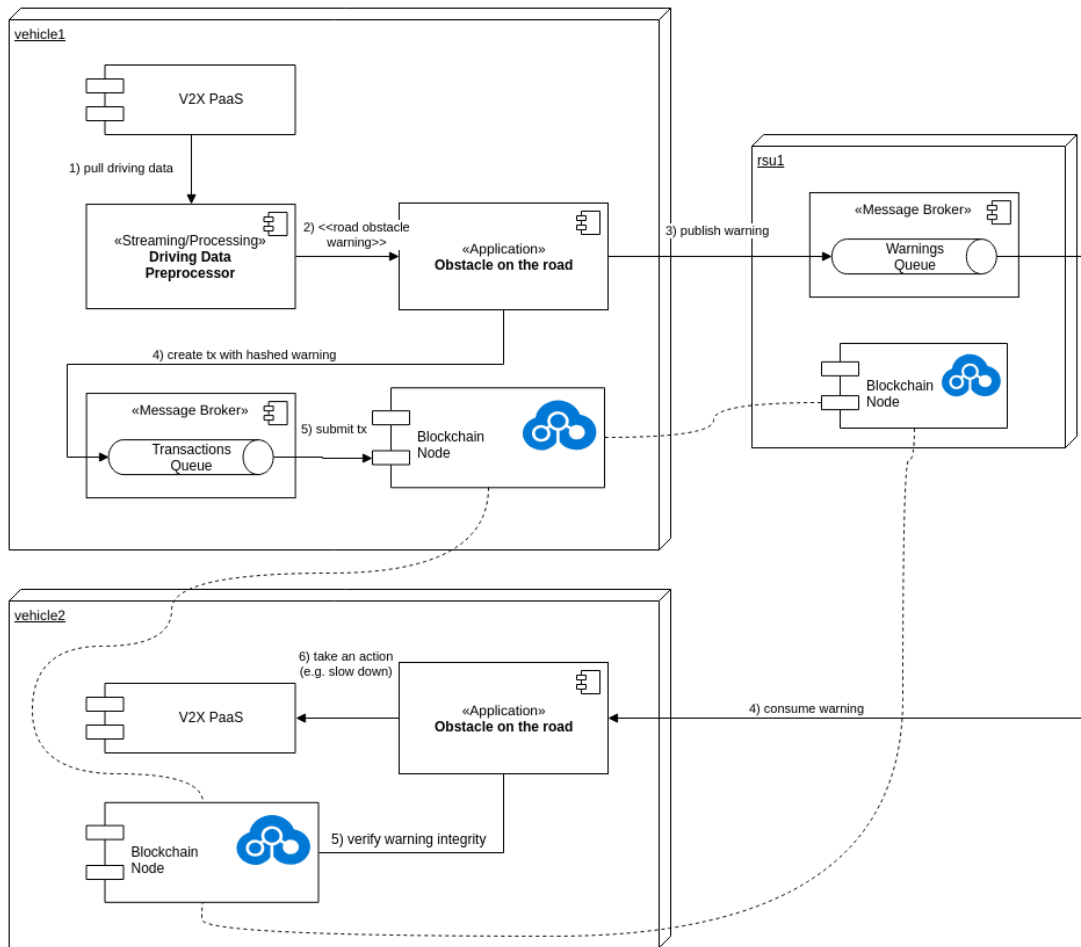 vehicle1
V2X PaaS
1) pull driving data
«Streaming/Processing»
Driving Data
Preprocessor
2) <<road obstacle
warning>>
«Application»
Obstacle on the road
3) publish warning
rsu1
«Message Broker»
Warnings
Queue
4) create tx with hashed warning
«Message Broker»
Transactions
Queue
5) submit tx
Blockchain
Node
Blockchain
Node
vehicle2
6) take an action
(e.g. slow down)
V2X PaaS
«Application»
Obstacle on the road
4) consume warning
Blockchain
Node
5) verify warning integrity